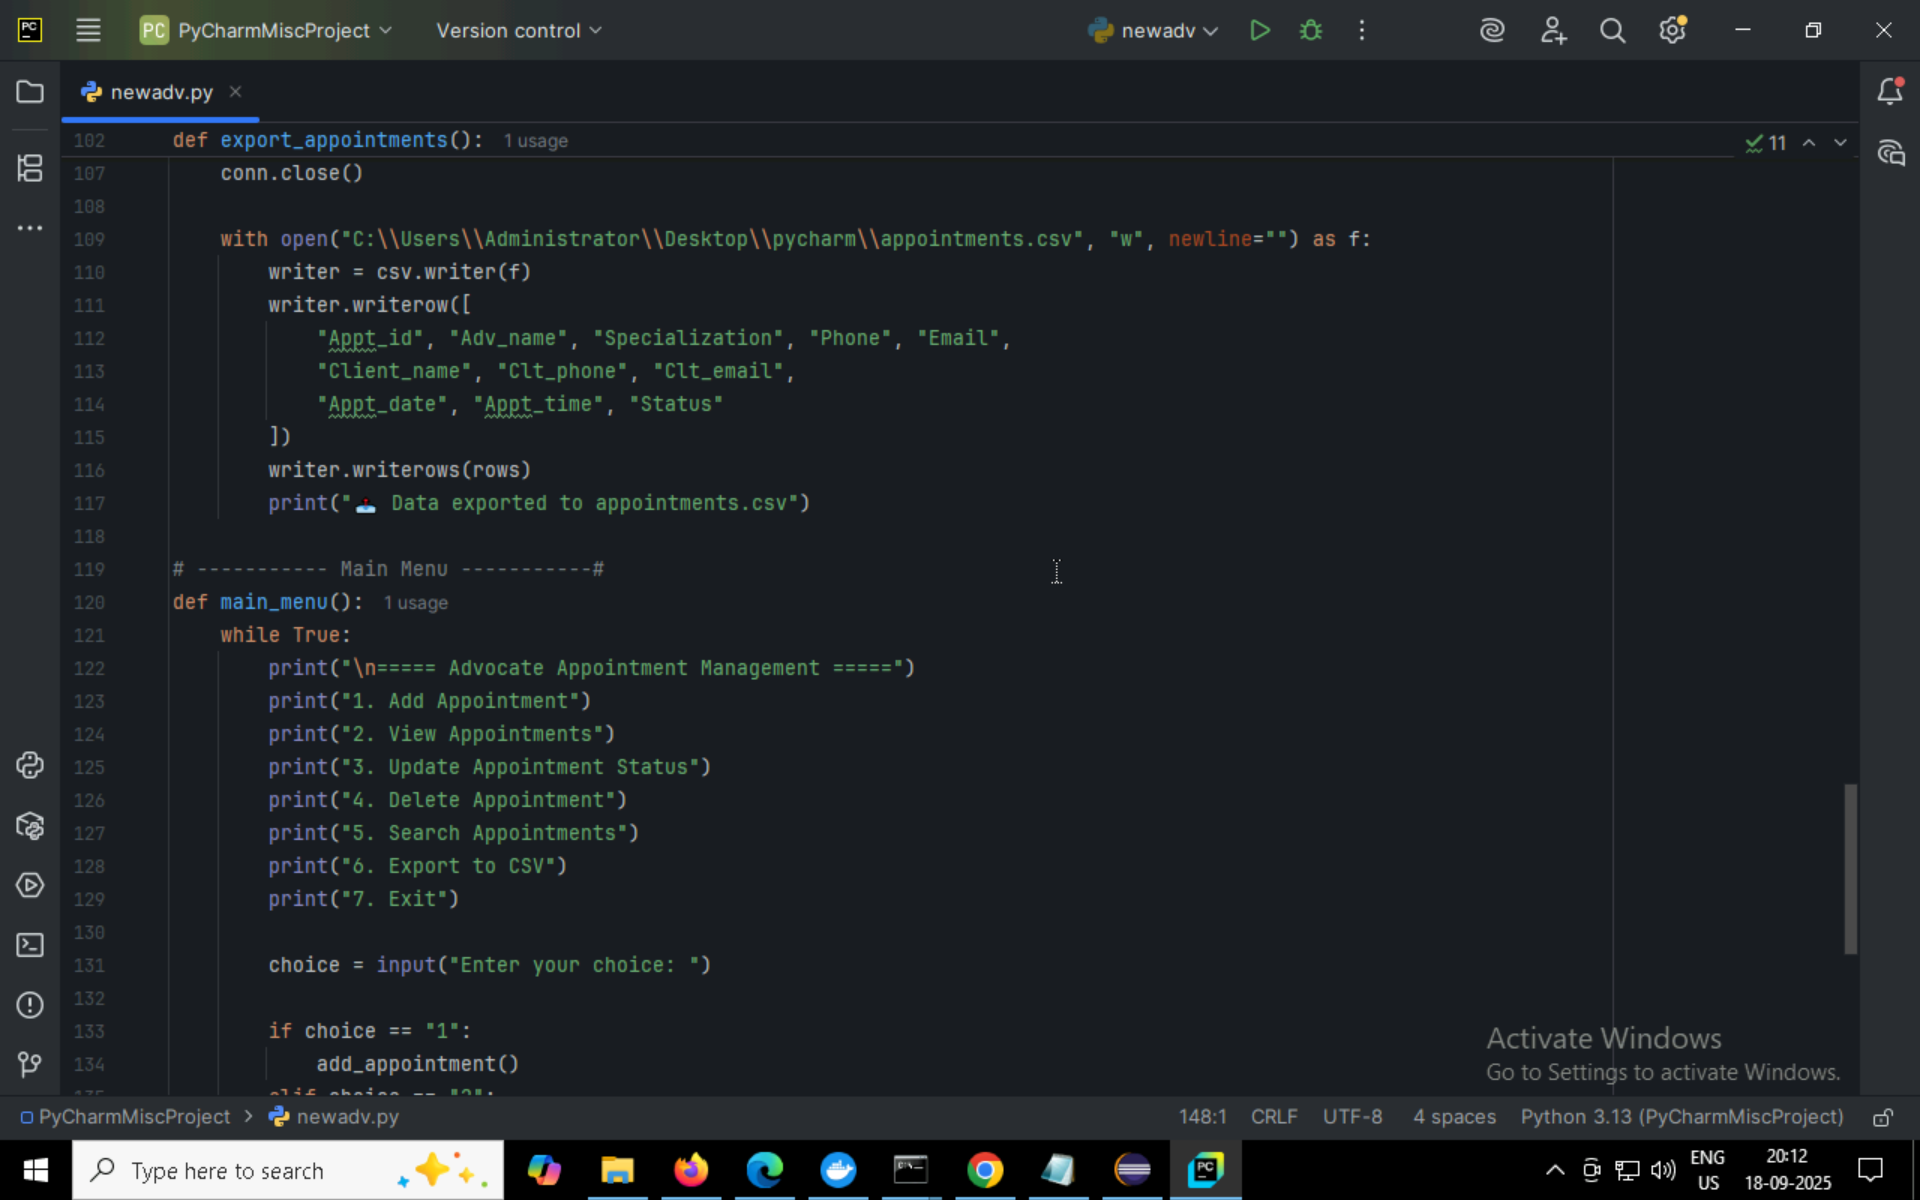 PC
PC PyCharmMiscProject
Version control
newadv
newadv.py
102 def export_appointments(): 1 usage
11
107 conn.close()
108
109 with open("C:\\Users\\Administrator\\Desktop\\pycharm\\appointments.csv", "w", newline="") as f:
110 writer = csv.writer(f)
111 writer.writerow([
112 "Appt_id", "Adv_name", "Specialization", "Phone", "Email",
113 "Client_name", "Clt_phone", "Clt_email",
114 "Appt_date", "Appt_time", "Status"
115 ])
116 writer.writerows(rows)
117 print("📤 Data exported to appointments.csv")
118
119 # ----------- Main Menu -----------#
120 def main_menu(): 1 usage
121 while True:
122 print("\n===== Advocate Appointment Management =====")
123 print("1. Add Appointment")
124 print("2. View Appointments")
125 print("3. Update Appointment Status")
126 print("4. Delete Appointment")
127 print("5. Search Appointments")
128 print("6. Export to CSV")
129 print("7. Exit")
130
131 choice = input("Enter your choice: ")
132
133 if choice == "1":
134 add_appointment()
Activate Windows
Go to Settings to activate Windows.
PyCharmMiscProject > newadv.py
148:1 CRLF UTF-8 4 spaces Python 3.13 (PyCharmMiscProject)
Type here to search
PC
ENG
US
20:12
18-09-2025